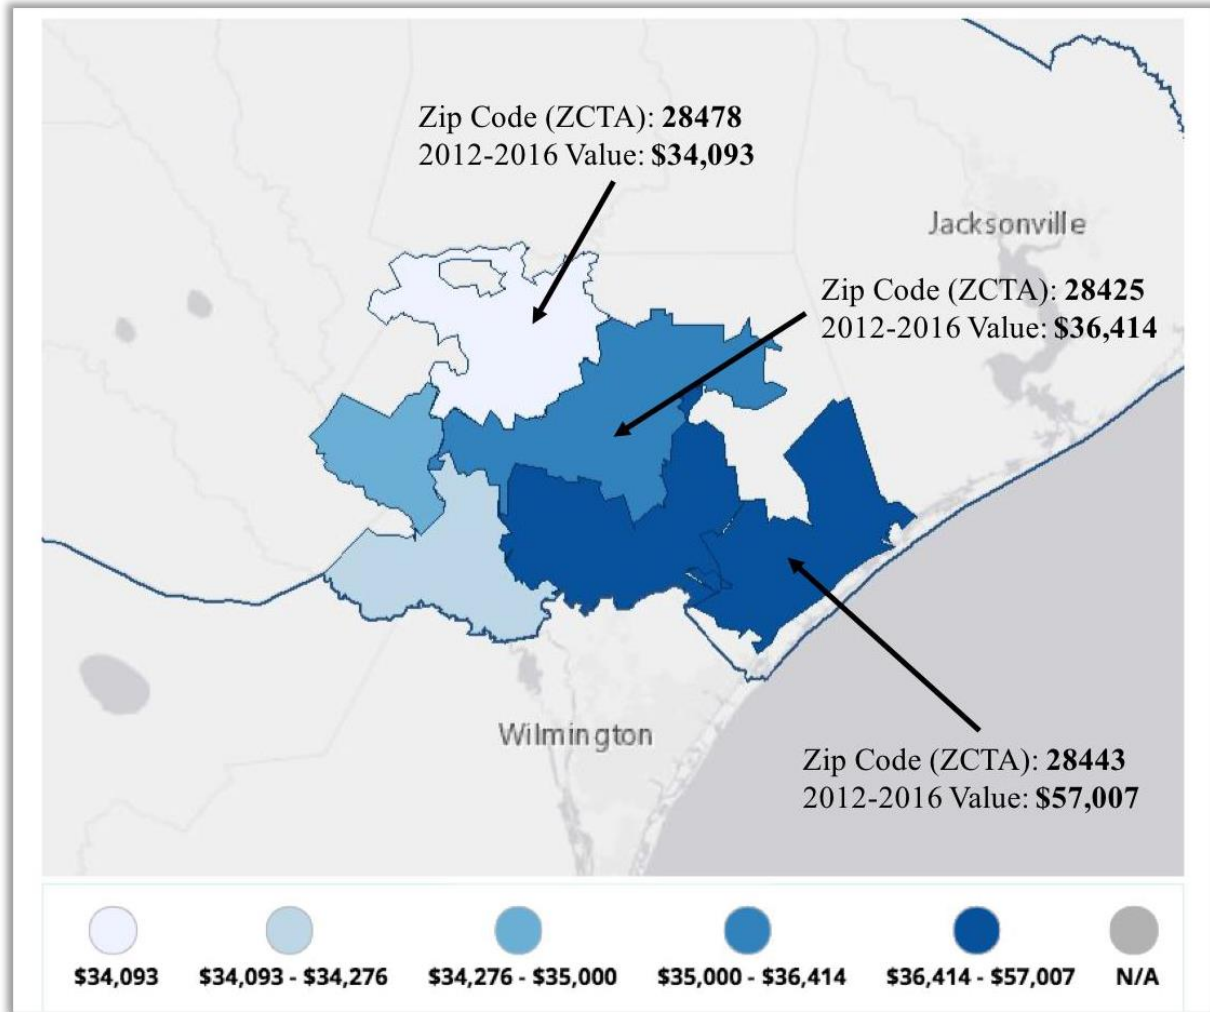 Zip Code (ZCTA): 28478
2012-2016 Value: $34,093
Jacksonville
Zip Code (ZCTA): 28425
2012-2016 Value: $36,414
Wilmington
Zip Code (ZCTA): 28443
2012-2016 Value: $57,007
$34,093
$34,093 - $34,276
$34,276 - $35,000
$35,000 - $36,414
$36,414 - $57,007
N/A